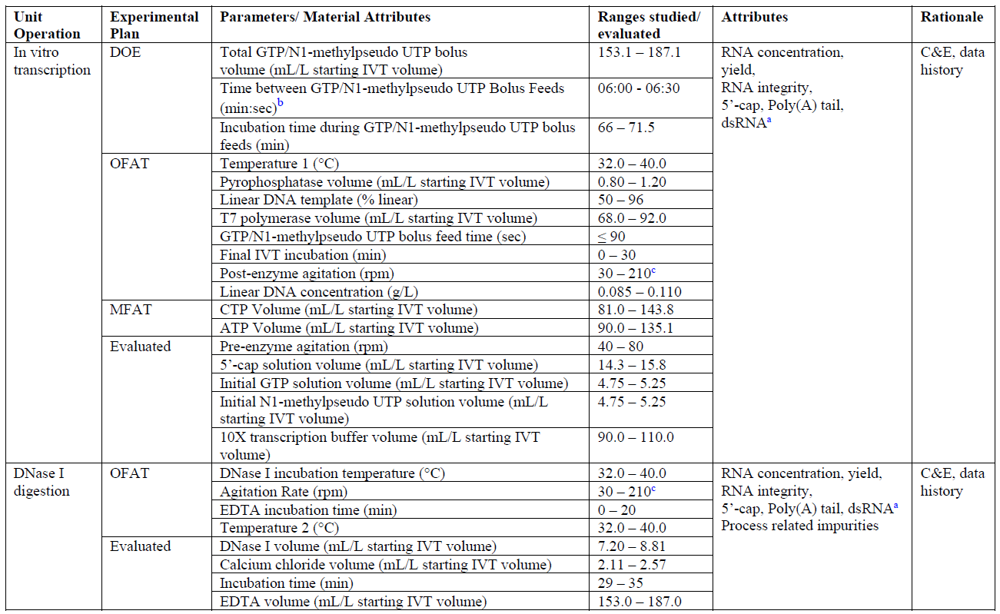 Unit Operation
Experimental Plan
Parameters/ Material Attributes
Ranges studied/ evaluated
Attributes
Rationale
In vitro transcription
DOE
Total GTP/N1-methylpseudo UTP bolus
volume (mL/L starting IVT volume)
153.1 – 187.1
RNA concentration,
yield,
RNA integrity,
5’-cap, Poly(A) tail,
dsRNAa
C&E, data
history
Time between GTP/N1-methylpseudo UTP Bolus Feeds
(min:sec)b
06:00 - 06:30
Incubation time during GTP/N1-methylpseudo UTP bolus
feeds (min)
66 – 71.5
OFAT
Temperature 1 (°C)
32.0 – 40.0
Pyrophosphatase volume (mL/L starting IVT volume)
0.80 – 1.20
Linear DNA template (% linear)
50 – 96
T7 polymerase volume (mL/L starting IVT volume)
68.0 – 92.0
GTP/N1-methylpseudo UTP bolus feed time (sec)
≤ 90
Final IVT incubation (min)
0 – 30
Post-enzyme agitation (rpm)
30 – 210c
Linear DNA concentration (g/L)
0.085 – 0.110
MFAT
CTP Volume (mL/L starting IVT volume)
81.0 – 143.8
ATP Volume (mL/L starting IVT volume)
90.0 – 135.1
Evaluated
Pre-enzyme agitation (rpm)
40 – 80
5’-cap solution volume (mL/L starting IVT volume)
14.3 – 15.8
Initial GTP solution volume (mL/L starting IVT volume)
4.75 – 5.25
Initial N1-methylpseudo UTP solution volume (mL/L
starting IVT volume)
4.75 – 5.25
10X transcription buffer volume (mL/L starting IVT
volume)
90.0 – 110.0
DNase I
digestion
OFAT
DNase I incubation temperature (°C)
32.0 – 40.0
RNA concentration, yield,
RNA integrity,
5’-cap, Poly(A) tail, dsRNAa
Process related impurities
C&E, data
history
Agitation Rate (rpm)
30 – 210c
EDTA incubation time (min)
0 – 20
Temperature 2 (°C)
32.0 – 40.0
Evaluated
DNase I volume (mL/L starting IVT volume)
7.20 – 8.81
Calcium chloride volume (mL/L starting IVT volume)
2.11 – 2.57
Incubation time (min)
29 – 35
EDTA volume (mL/L starting IVT volume)
153.0 – 187.0